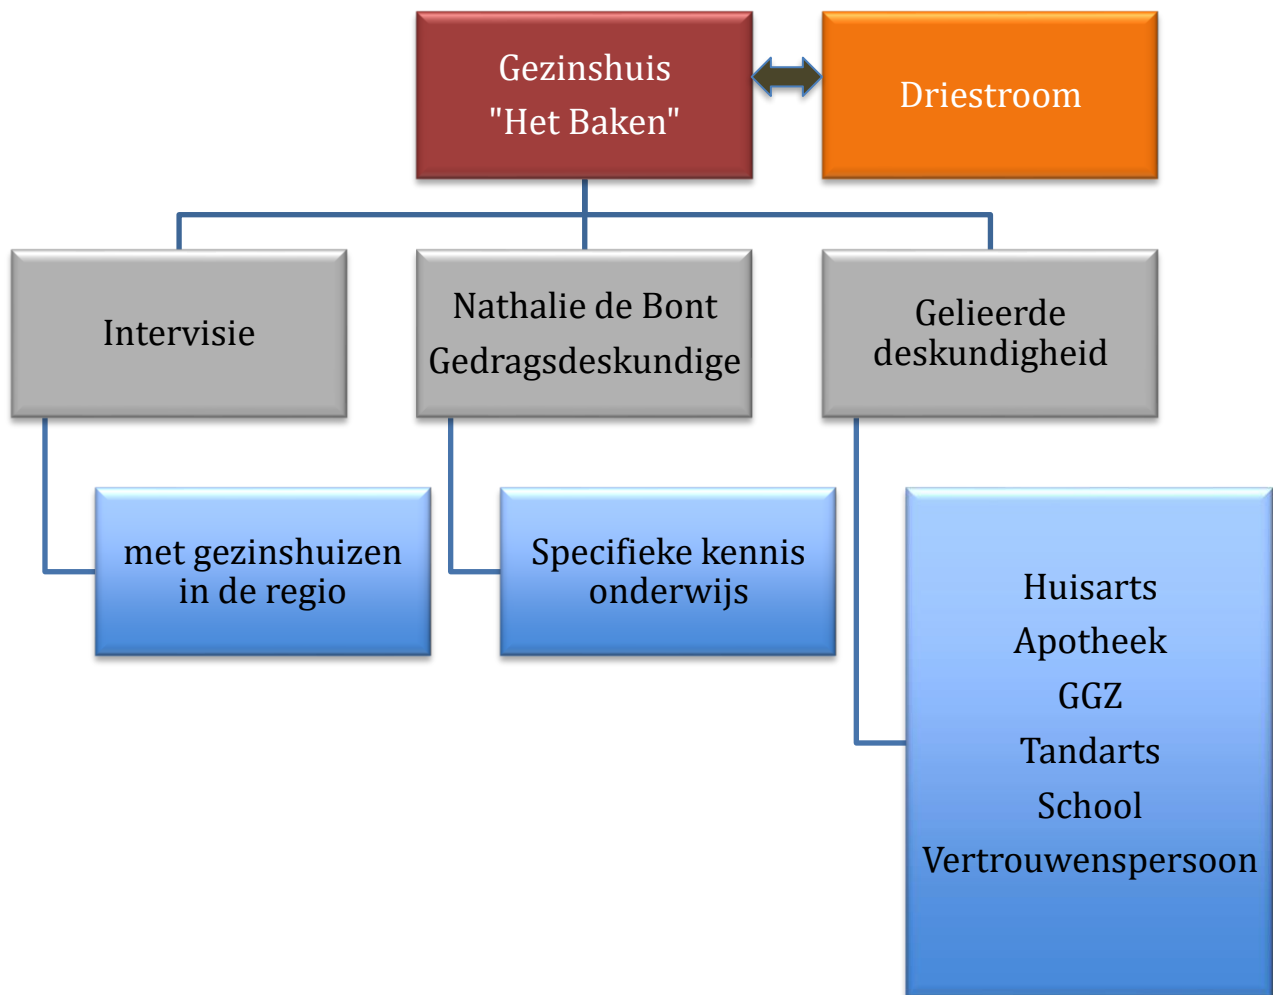 Gezinshuis
"Het Baken"
Driestroom
Intervisie
Nathalie de Bont
Gedragsdeskundige
Gelieerde
deskundigheid
met gezinshuizen
in de regio
Specifieke kennis
onderwijs
Huisarts
Apotheek
GGZ
Tandarts
School
Vertrouwenspersoon